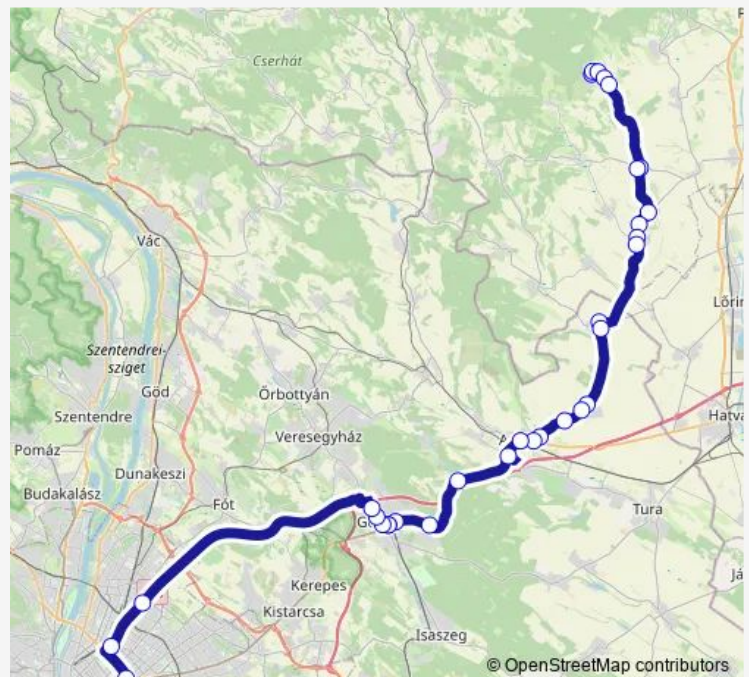 Cserhát
Vác
Lőrin
Szentendrei-
sziget
Göd
Őrbottyán
Hatva
Szentendre
Veresegyház
A
Pomáz
Dunakeszi
Budakalász
Fót
Tura
G
Kerepes
Já
Kistarcsa
Isaszeg
© OpenStreetMap contributors